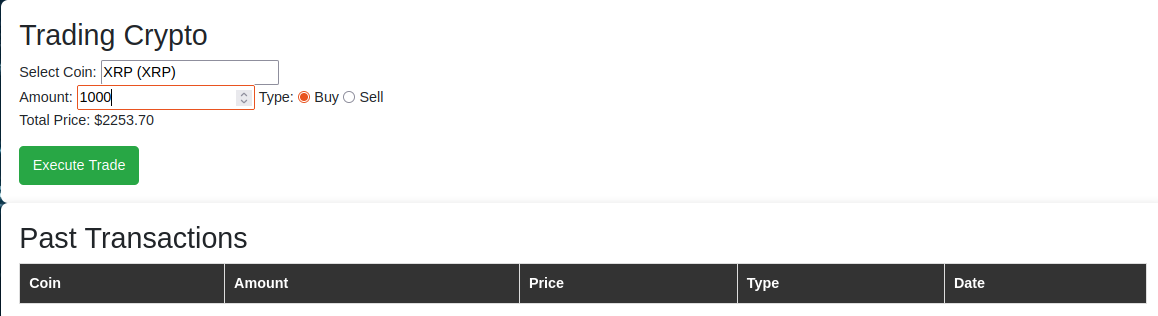 Trading Crypto
Select Coin: XRP (XRP)
Amount: 1000 Type: Buy Sell
Total Price: $2253.70
Execute Trade
Past Transactions
Coin Amount Price Type Date